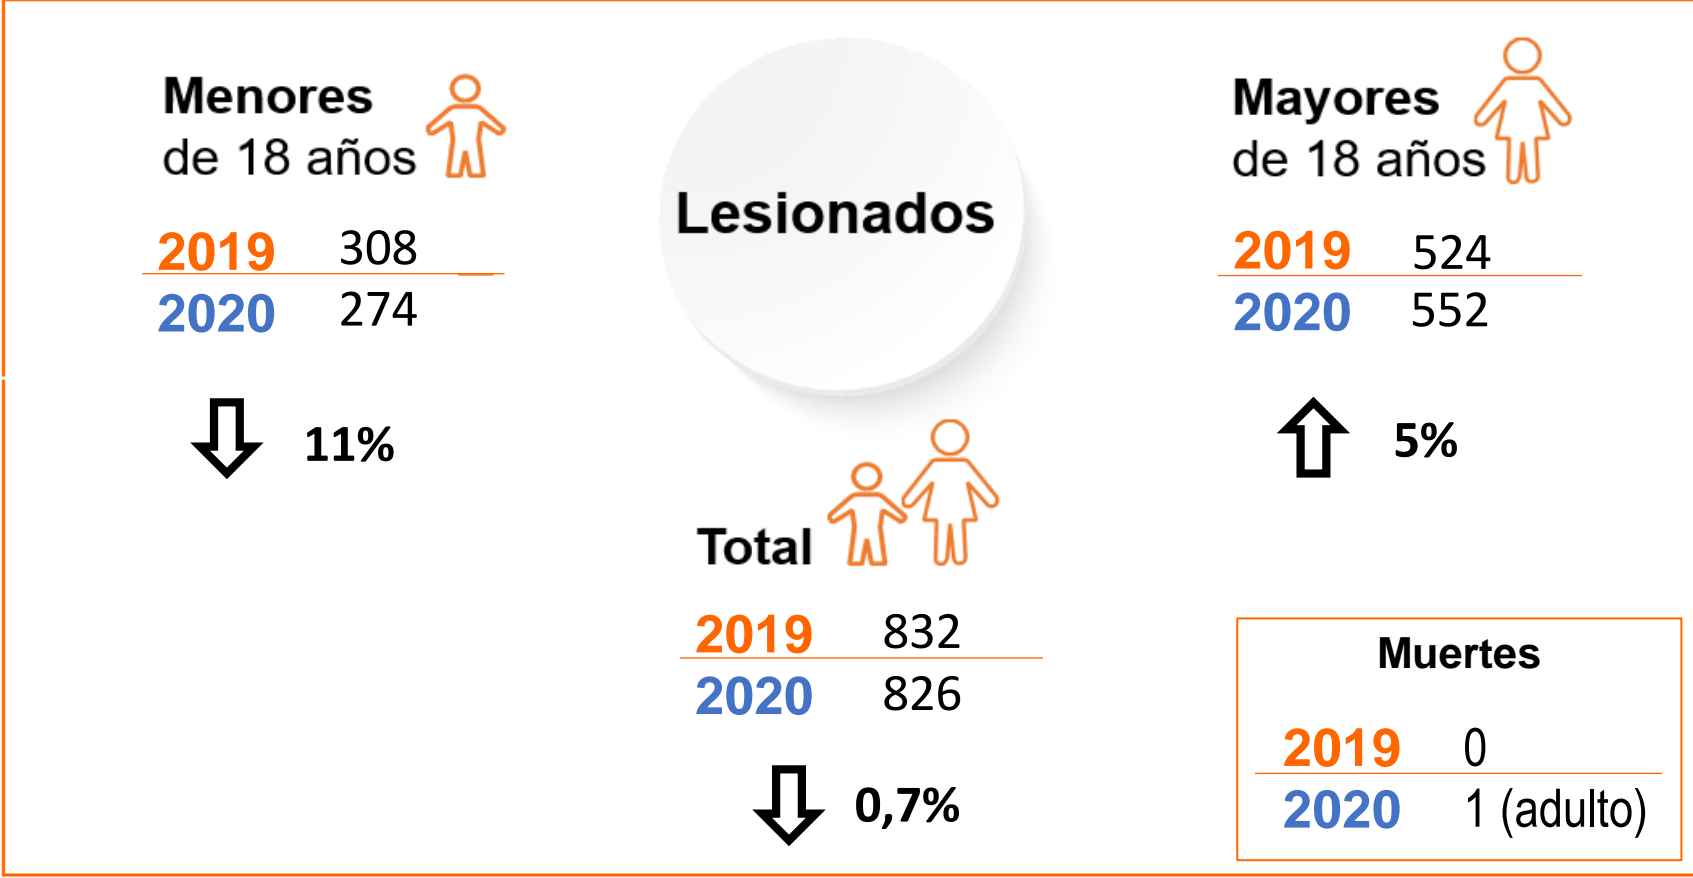 Menores
de 18 años
2019 308
2020 274
11%
Lesionados
Mayores
de 18 años
2019 524
2020 552
5%
Total
2019 832
2020 826
0,7%
Muertes
2019 0
2020 1 (adulto)